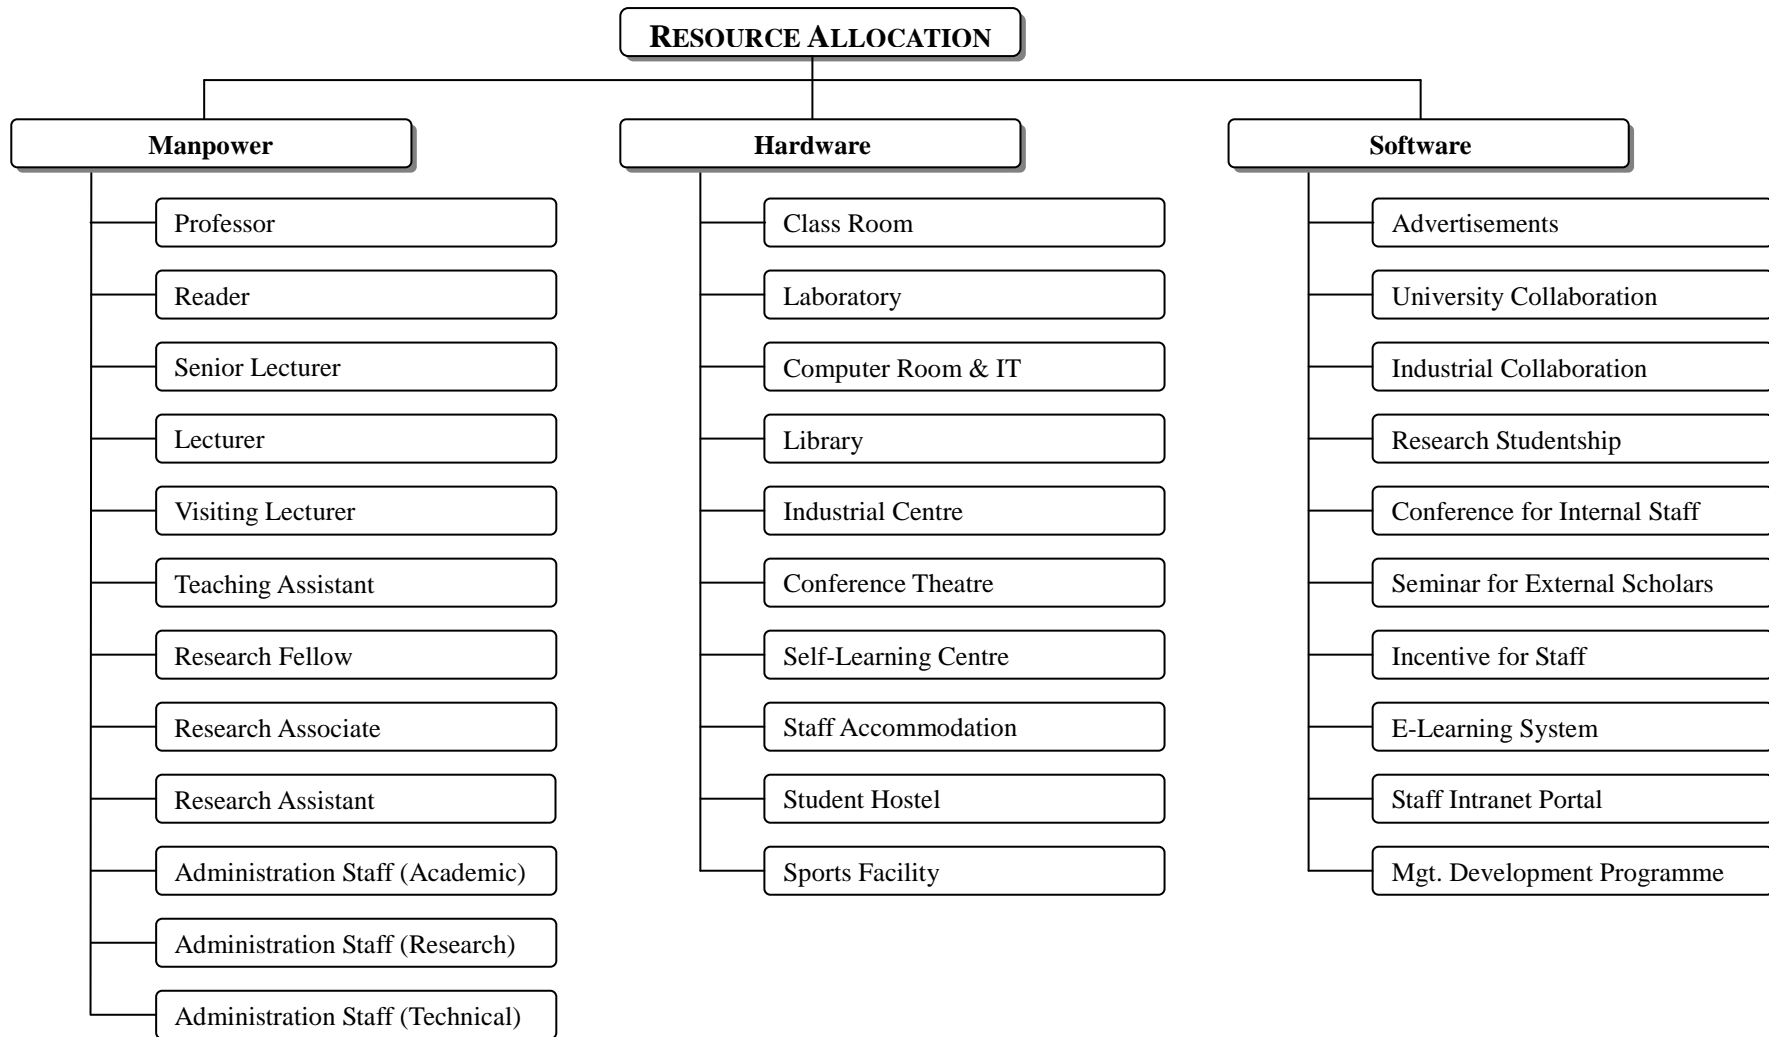 RESOURCE ALLOCATION
Manpower
Professor
Reader
Senior Lecturer
Lecturer
Visiting Lecturer
Teaching Assistant
Research Fellow
Research Associate
Research Assistant
Administration Staff (Academic)
Administration Staff (Research)
Administration Staff (Technical)
Hardware
Class Room
Laboratory
Computer Room & IT
Library
Industrial Centre
Conference Theatre
Self-Learning Centre
Staff Accommodation
Student Hostel
Sports Facility
Software
Advertisements
University Collaboration
Industrial Collaboration
Research Studentship
Conference for Internal Staff
Seminar for External Scholars
Incentive for Staff
E-Learning System
Staff Intranet Portal
Mgt. Development Programme